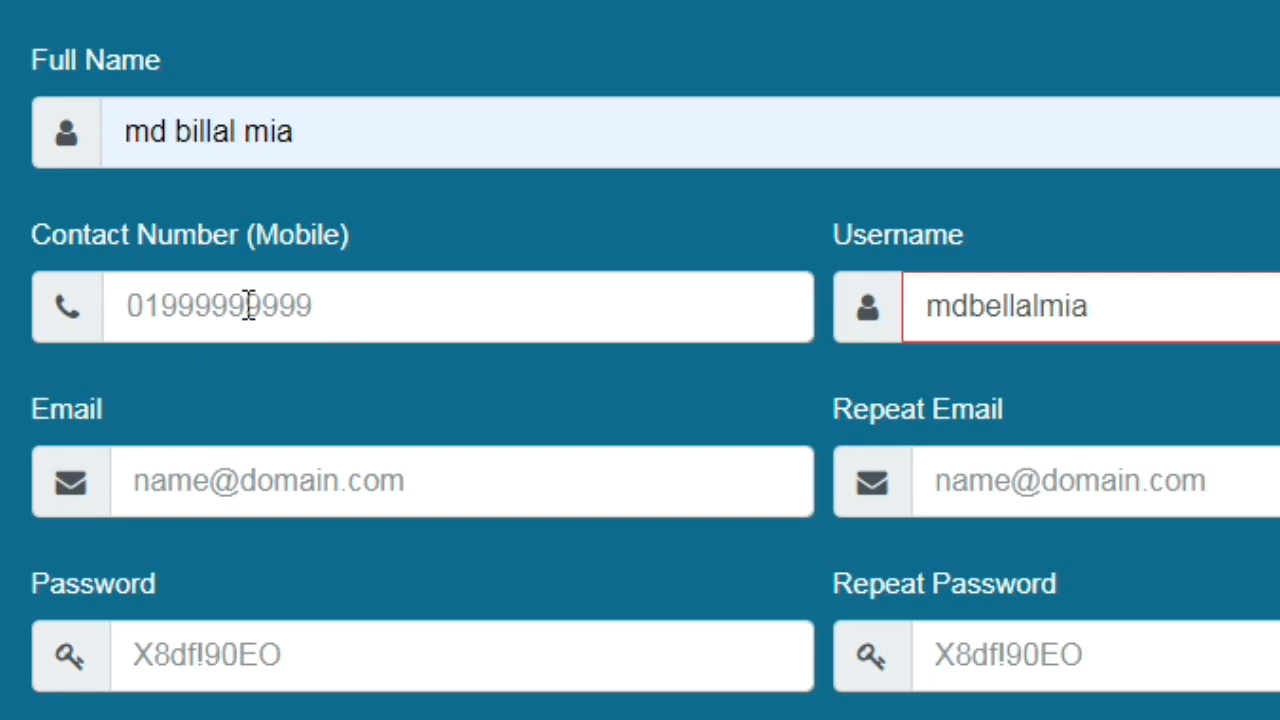 Full Name
md billal mia
Contact Number (Mobile) Username
01999999999 mdbellalmia
Email Repeat Email
name@domain.com name@domain.com
Password Repeat Password
X8df!90EO X8df!90EO